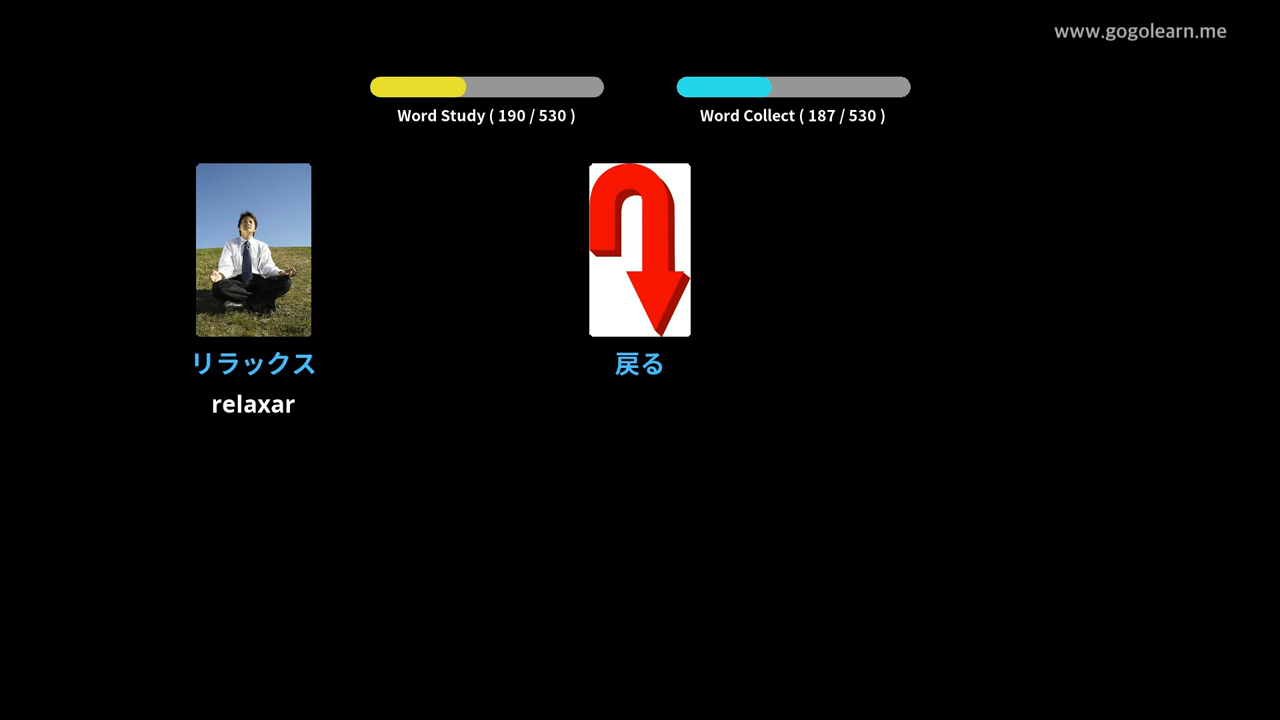 www.gogolearn.me
Word Study ( 190 / 530 )
Word Collect ( 187 / 530 )
リラックス
戻る
relaxar